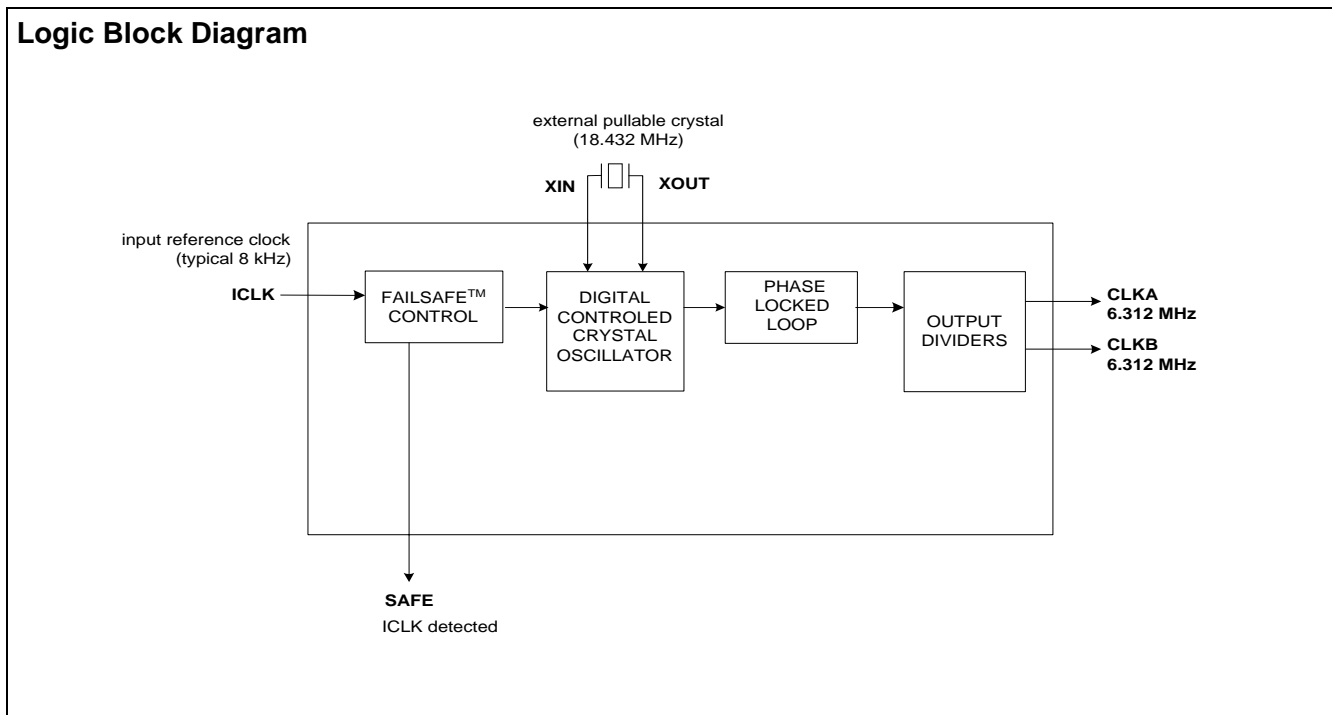 Logic Block Diagram
external pullable crystal
(18.432 MHz)
XIN
XOUT
input reference clock
(typical 8 kHz)
ICLK
FAILSAFE™
CONTROL
DIGITAL
CONTROLED
CRYSTAL
OSCILLATOR
PHASE
LOCKED
LOOP
OUTPUT
DIVIDERS
CLKA
6.312 MHz
CLKB
6.312 MHz
SAFE
ICLK detected